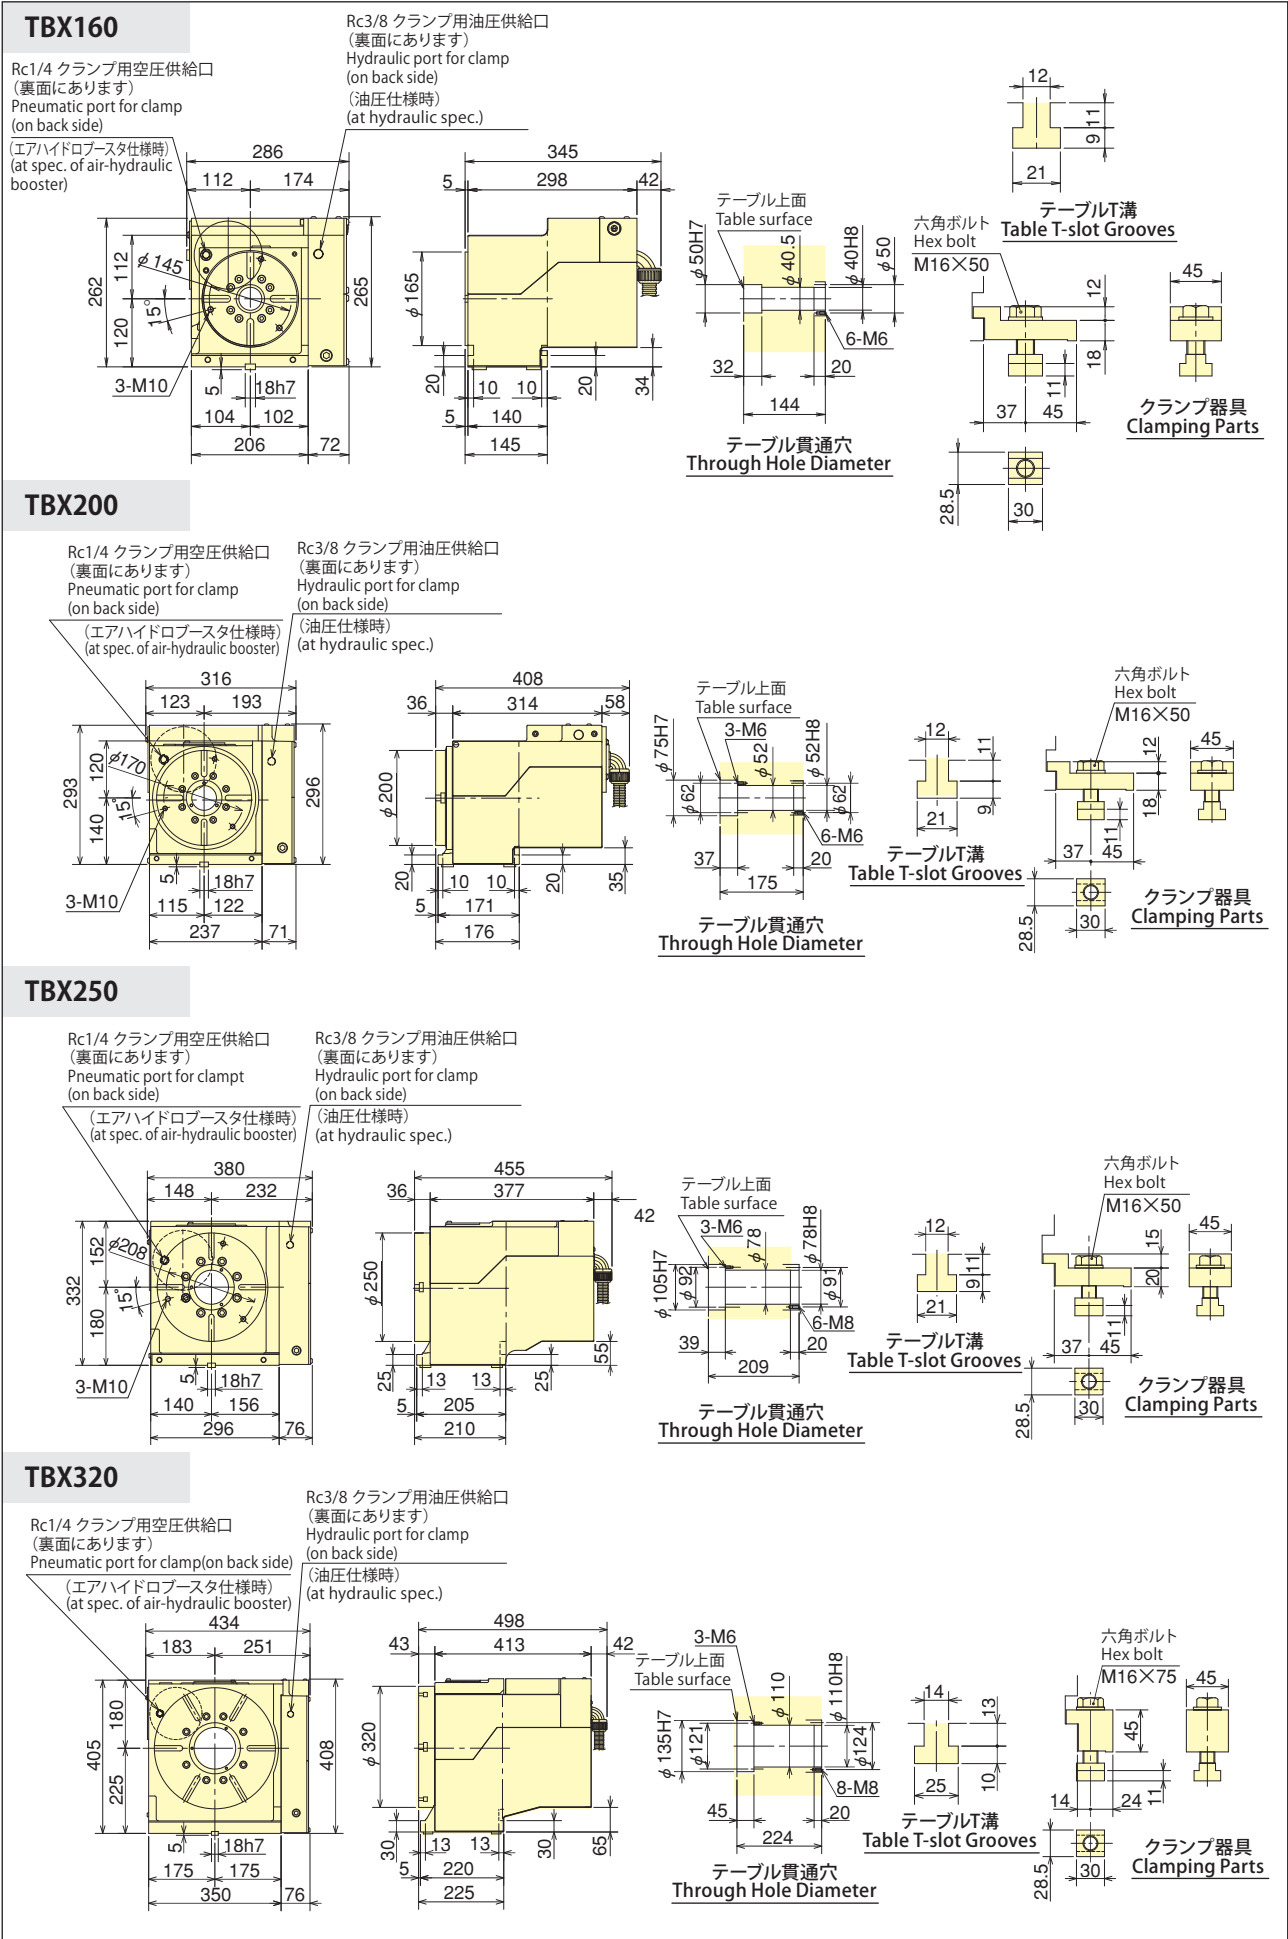 TBX160
Rc3/8 クランプ用油圧供給口
(裏面にあります)
Hydraulic port for clamp
(on back side)
(油圧仕様時)
(at hydraulic spec.)
Rc1/4 クランプ用空圧供給口
(裏面にあります)
Pneumatic port for clamp
(on back side)
(エアハイドロブースタ仕様時)
(at spec. of air-hydraulic
booster)
286
112 174
262
112
120
φ145
15°
265
3-M10
5
18h7
104 102
206 72
345
5 298 42
φ165
20
10 10
20
34
5 140
145
テーブル上面
Table surface
φ50H7
φ40.5
φ40H8
φ50
6-M6
32 20
144
テーブル貫通穴
Through Hole Diameter
12
11
9
21
テーブルT溝
Table T-slot Grooves
六角ボルト
Hex bolt
M16×50
12
18
11
37 45
45
28.5
30
クランプ器具
Clamping Parts
TBX200
Rc1/4 クランプ用空圧供給口
(裏面にあります)
Pneumatic port for clamp
(on back side)
(エアハイドロブースタ仕様時)
(at spec. of air-hydraulic booster)
Rc3/8 クランプ用油圧供給口
(裏面にあります)
Hydraulic port for clamp
(on back side)
(油圧仕様時)
(at hydraulic spec.)
316
123 193
293
120
140
φ170
15°
296
3-M10
5
18h7
115 122
237 71
408
36 314 58
φ200
20
10 10
20
35
5 171
176
テーブル上面
Table surface
3-M6
φ75H7
φ62
φ52
φ52H8
φ62
6-M6
37 20
175
テーブル貫通穴
Through Hole Diameter
12
11
9
21
テーブルT溝
Table T-slot Grooves
六角ボルト
Hex bolt
M16×50
12
18
11
37 45
45
28.5
30
クランプ器具
Clamping Parts
TBX250
Rc1/4 クランプ用空圧供給口
(裏面にあります)
Pneumatic port for clampt
(on back side)
(エアハイドロブースタ仕様時)
(at spec. of air-hydraulic booster)
Rc3/8 クランプ用油圧供給口
(裏面にあります)
Hydraulic port for clamp
(on back side)
(油圧仕様時)
(at hydraulic spec.)
380
148 232
332
152
180
φ208
15°
3-M10
5
18h7
140 156
296 76
455
36 377
42
φ250
25
13 13
25
55
5 205
210
テーブル上面
Table surface
3-M6
φ105H7
φ92
φ78
φ78H8
φ91
6-M8
39 20
209
テーブル貫通穴
Through Hole Diameter
12
11
9
21
テーブルT溝
Table T-slot Grooves
六角ボルト
Hex bolt
M16×50
15
20
11
37 45
45
28.5
30
クランプ器具
Clamping Parts
TBX320
Rc3/8 クランプ用油圧供給口
(裏面にあります)
Hydraulic port for clamp
(on back side)
(油圧仕様時)
(at hydraulic spec.)
Rc1/4 クランプ用空圧供給口
(裏面にあります)
Pneumatic port for clamp(on back side)
(エアハイドロブースタ仕様時)
(at spec. of air-hydraulic booster)
434
183 251
405
180
225
408
5
18h7
175 175
350 76
498
43 413 42
φ320
30
13 13
30
65
5 220
225
3-M6
テーブル上面
Table surface
φ135H7
φ121
φ110
φ110H8
φ124
8-M8
45 20
224
テーブル貫通穴
Through Hole Diameter
14
13
10
25
テーブルT溝
Table T-slot Grooves
六角ボルト
Hex bolt
M16×75
45
11
14 24
45
28.5
30
クランプ器具
Clamping Parts